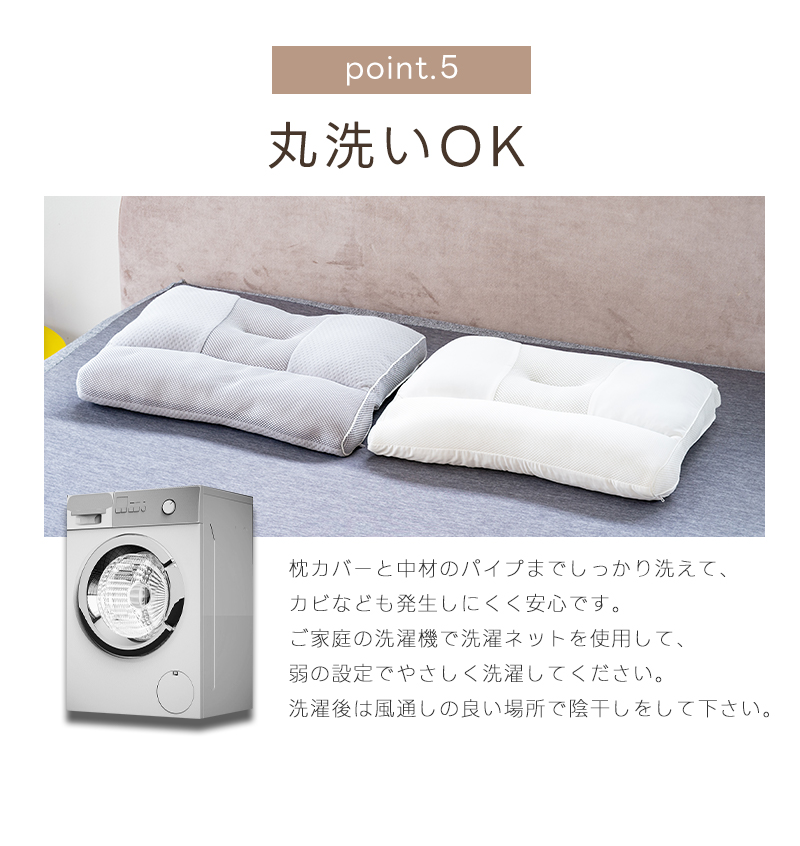 point.5
丸洗いOK
枕カバーと中材のパイプまでしっかり洗えて、
カビなども発生しにくく安心です。
ご家庭の洗濯機で洗濯ネットを使用して、
弱の設定でやさしく洗濯してください。
洗濯後は風通しの良い場所で陰干しをして下さい。